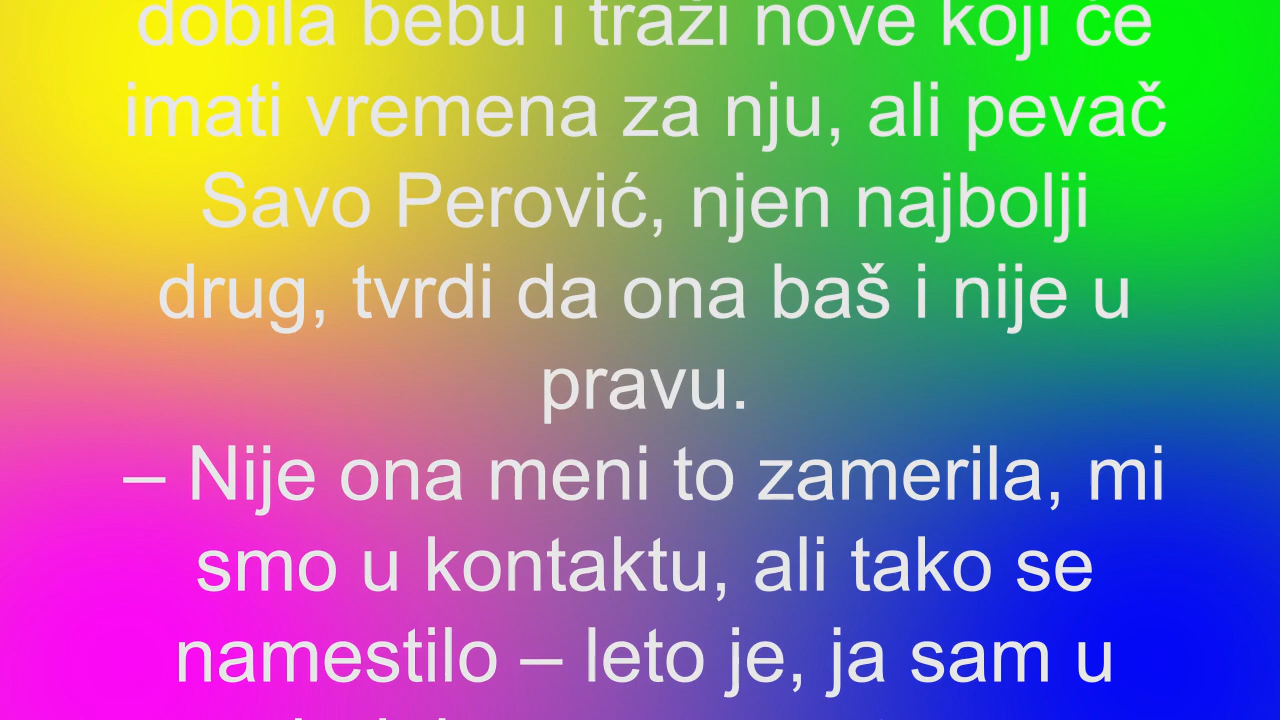 dobila bebu i traži nove koji će
imati vremena za nju, ali pevač
Savo Perović, njen najbolji
drug, tvrdi da ona baš i nije u
pravu.
– Nije ona meni to zamerila, mi
smo u kontaktu, ali tako se
namestilo – leto je, ja sam u